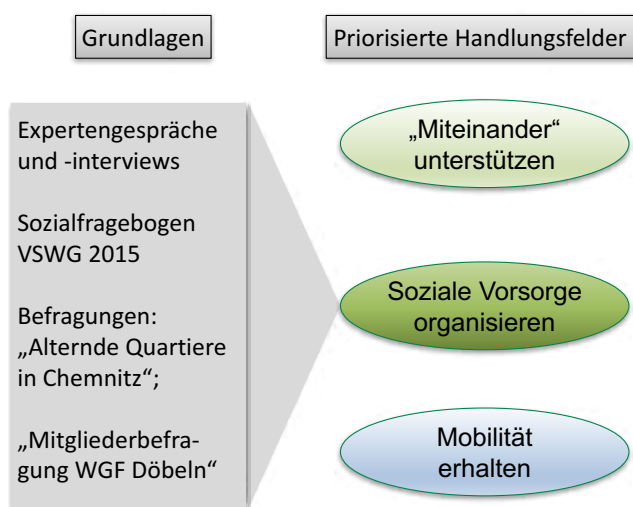 Grundlagen
Expertengespräche
und -interviews
Sozialfragebogen
VSWG 2015
Befragungen:
„Alternde Quartiere
in Chemnitz“;
„Mitgliederbefra-
gung WGF Döbeln“
Priorisierte Handlungsfelder
„Miteinander“
unterstützen
Soziale Vorsorge
organisieren
Mobilität
erhalten